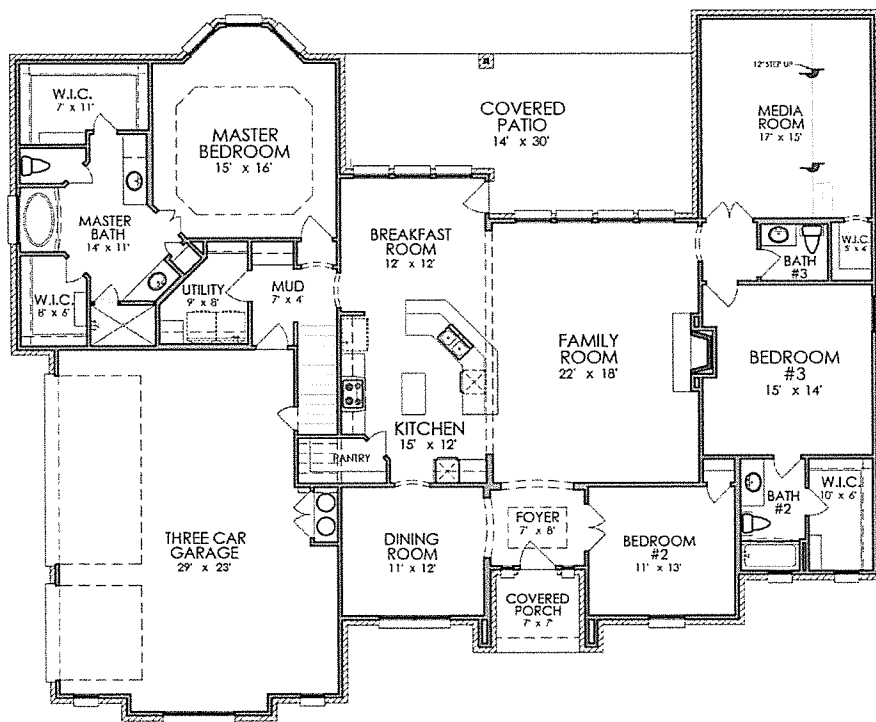 W.I.C.
7' x 11'
MASTER
BEDROOM
15' x 16'
COVERED
PATIO
14' x 30'
12" STEP UP
MEDIA
ROOM
17' x 15'
MASTER
BATH
14' x 11'
BREAKFAST
ROOM
12' x 12'
BATH
#3
W.I.C.
5' x 4'
W.I.C.
8' x 6'
UTILITY
9' x 8'
MUD
7' x 4'
FAMILY
ROOM
22' x 18'
BEDROOM
#3
15' x 14'
KITCHEN
15' x 12'
PANTRY
BATH
#2
W.I.C.
10' x 6'
THREE CAR
GARAGE
29' x 23'
DINING
ROOM
11' x 12'
FOYER
7' x 8'
BEDROOM
#2
11' x 13'
COVERED
PORCH
7' x 7'